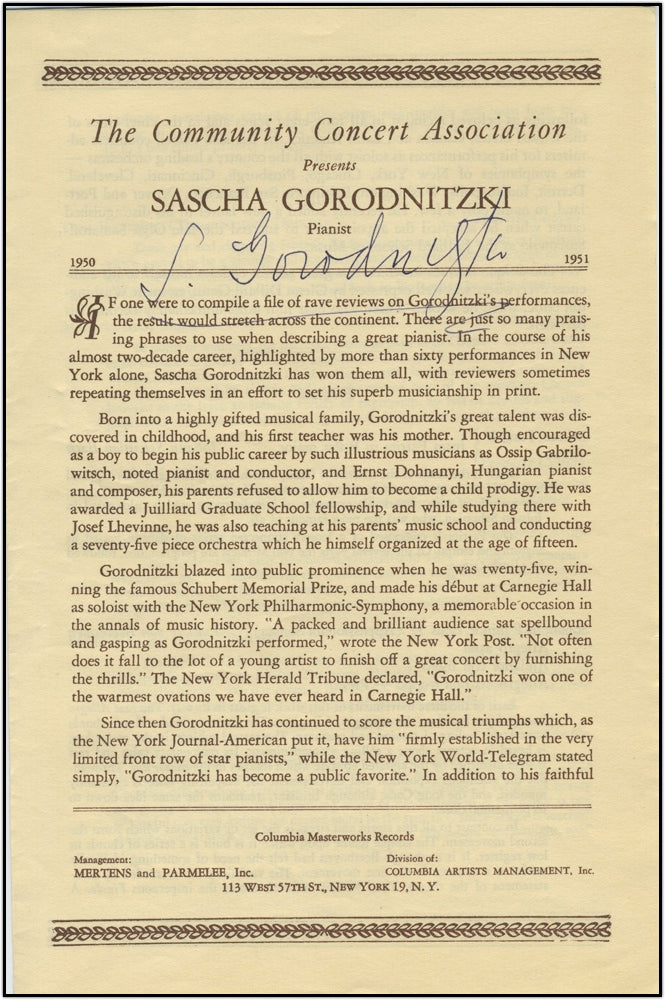 The Community Concert Association
Presents
SASCHA GORODNITZKI
Pianist
S. Gorodnitzki
1950 1951
IF one were to compile a file of rave reviews on Gorodnitzki's performances,
the result would stretch across the continent. There are just so many prais-
ing phrases to use when describing a great pianist. In the course of his
almost two-decade career, highlighted by more than sixty performances in New
York alone, Sascha Gorodnitzki has won them all, with reviewers sometimes
repeating themselves in an effort to set his superb musicianship in print.
Born into a highly gifted musical family, Gorodnitzki's great talent was dis-
covered in childhood, and his first teacher was his mother. Though encouraged
as a boy to begin his public career by such illustrious musicians as Ossip Gabrilo-
witsch, noted pianist and conductor, and Ernst Dohnanyi, Hungarian pianist
and composer, his parents refused to allow him to become a child prodigy. He was
awarded a Juilliard Graduate School fellowship, and while studying there with
Josef Lhevinne, he was also teaching at his parents' music school and conducting
a seventy-five piece orchestra which he himself organized at the age of fifteen.
Gorodnitzki blazed into public prominence when he was twenty-five, win-
ning the famous Schubert Memorial Prize, and made his début at Carnegie Hall
as soloist with the New York Philharmonic-Symphony, a memorable occasion in
the annals of music history. "A packed and brilliant audience sat spellbound
and gasping as Gorodnitzki performed," wrote the New York Post. "Not often
does it fall to the lot of a young artist to finish off a great concert by furnishing
the thrills." The New York Herald Tribune declared, "Gorodnitzki won one of
the warmest ovations we have ever heard in Carnegie Hall."
Since then Gorodnitzki has continued to score the musical triumphs which, as
the New York Journal-American put it, have him "firmly established in the very
limited front row of star pianists," while the New York World-Telegram stated
simply, "Gorodnitzki has become a public favorite." In addition to his faithful
Columbia Masterworks Records
Management: Division of:
MERTENS and PARMELEE, Inc. COLUMBIA ARTISTS MANAGEMENT, Inc.
113 WEST 57TH ST., NEW YORK 19, N. Y.